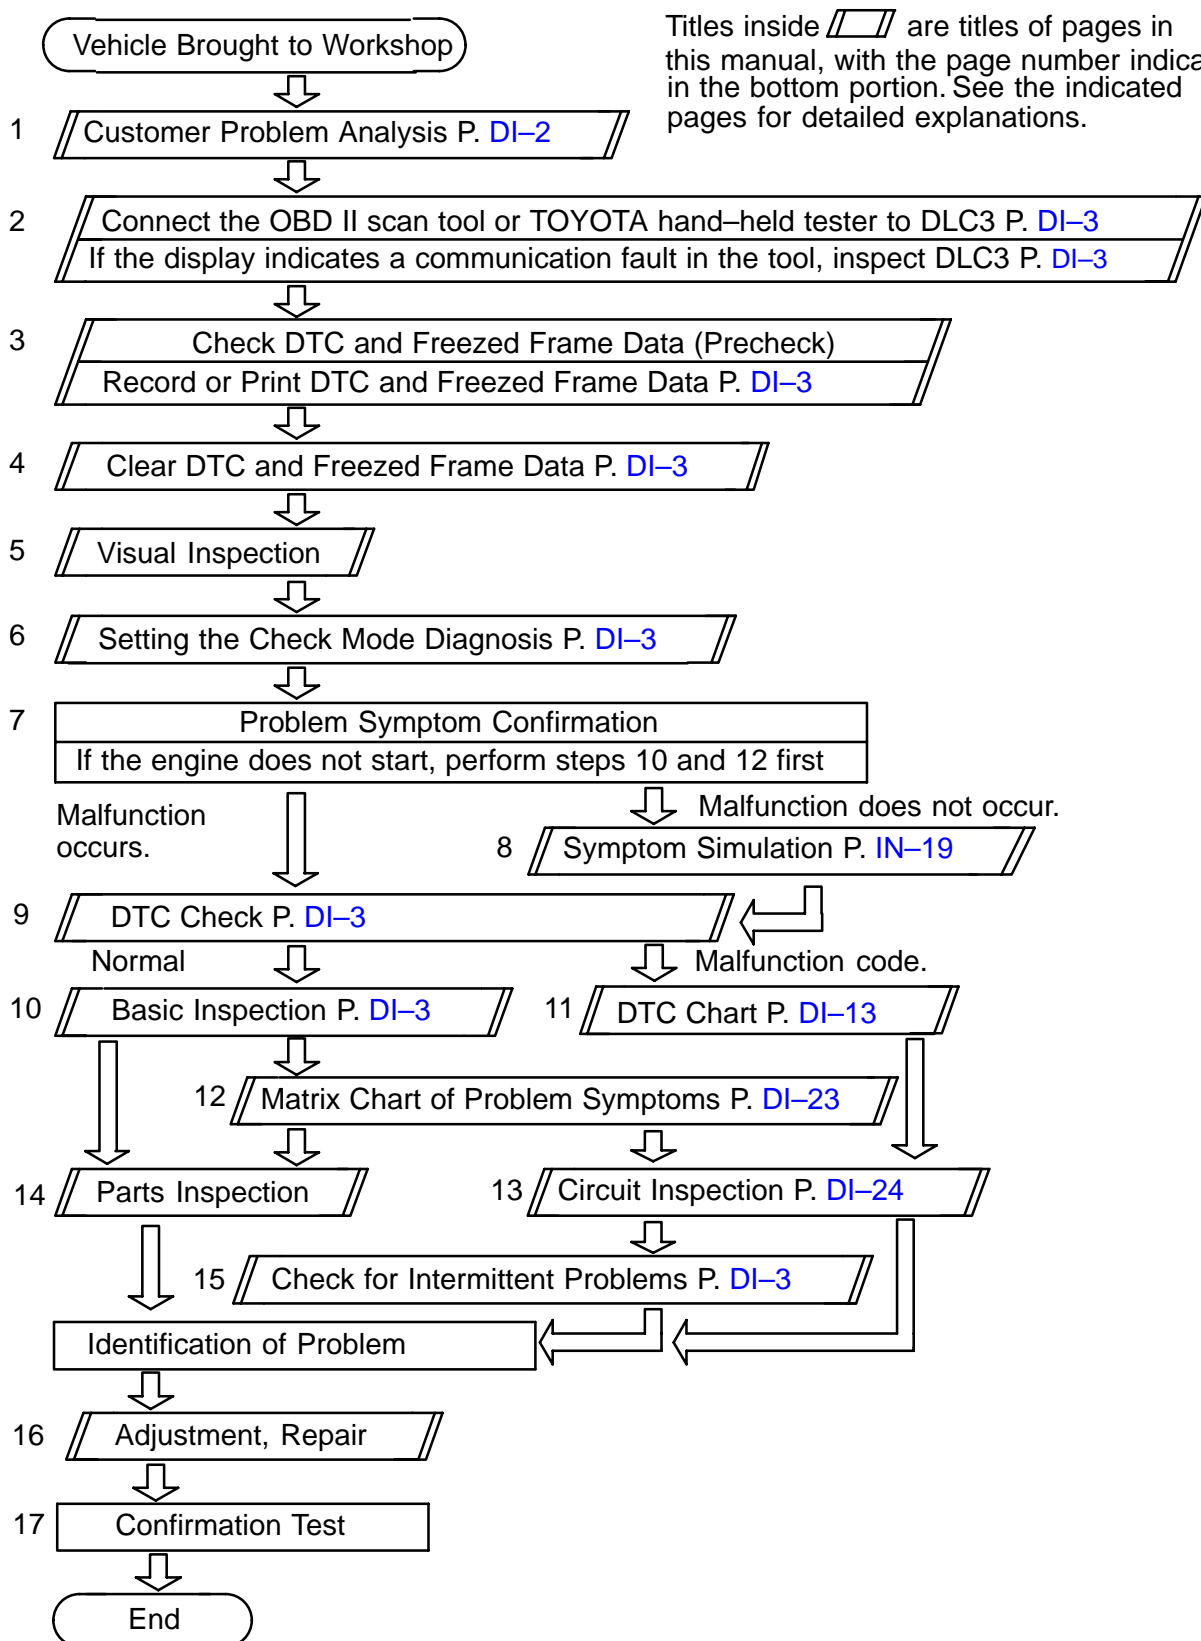 Vehicle Brought to Workshop
Titles inside are titles of pages in
this manual, with the page number indica
in the bottom portion. See the indicated
pages for detailed explanations.
1 Customer Problem Analysis P. DI–2
2 Connect the OBD II scan tool or TOYOTA hand–held tester to DLC3 P. DI–3
If the display indicates a communication fault in the tool, inspect DLC3 P. DI–3
3 Check DTC and Freezed Frame Data (Precheck)
Record or Print DTC and Freezed Frame Data P. DI–3
4 Clear DTC and Freezed Frame Data P. DI–3
5 Visual Inspection
6 Setting the Check Mode Diagnosis P. DI–3
7 Problem Symptom Confirmation
If the engine does not start, perform steps 10 and 12 first
Malfunction
occurs.
Malfunction does not occur.
8 Symptom Simulation P. IN–19
9 DTC Check P. DI–3
Normal
Malfunction code.
10 Basic Inspection P. DI–3
11 DTC Chart P. DI–13
12 Matrix Chart of Problem Symptoms P. DI–23
14 Parts Inspection
13 Circuit Inspection P. DI–24
15 Check for Intermittent Problems P. DI–3
Identification of Problem
16 Adjustment, Repair
17 Confirmation Test
End